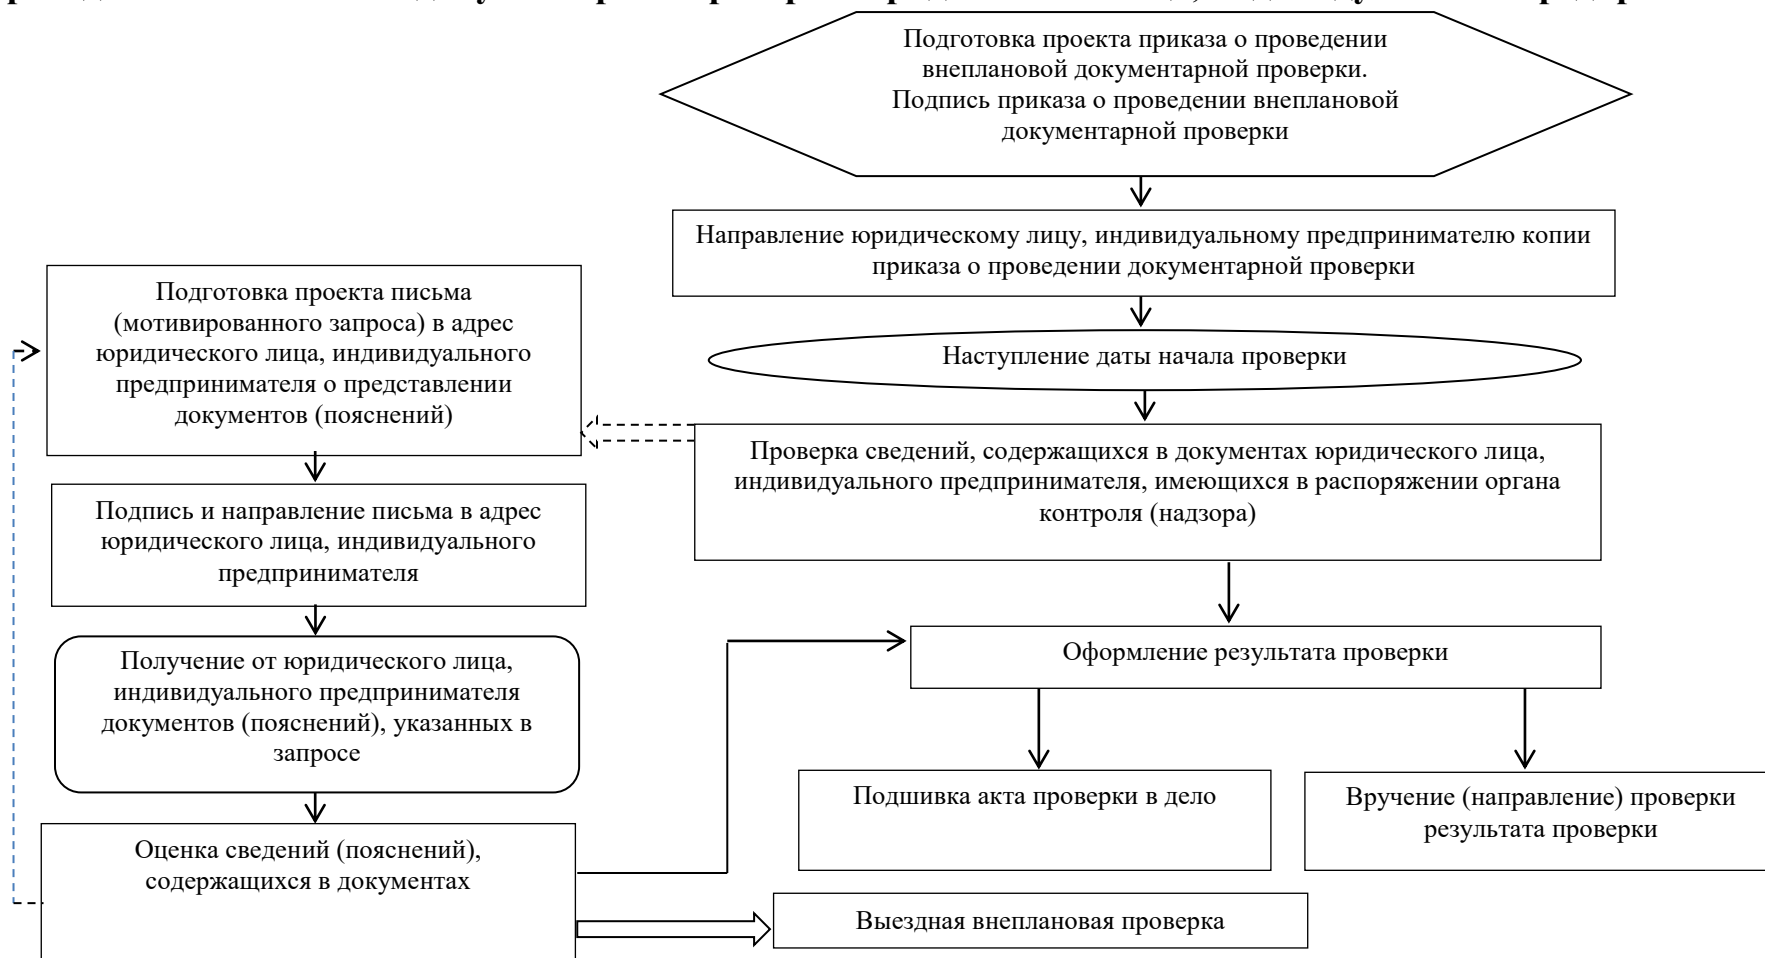 Подготовка проекта приказа о проведении
внеплановой документарной проверки.
Подпись приказа о проведении внеплановой
документарной проверки
Направление юридическому лицу, индивидуальному предпринимателю копии
приказа о проведении документарной проверки
Наступление даты начала проверки
Проверка сведений, содержащихся в документах юридического лица,
индивидуального предпринимателя, имеющихся в распоряжении органа
контроля (надзора)
Подготовка проекта письма
(мотивированного запроса) в адрес
юридического лица, индивидуального
предпринимателя о представлении
документов (пояснений)
Подпись и направление письма в адрес
юридического лица, индивидуального
предпринимателя
Получение от юридического лица,
индивидуального предпринимателя
документов (пояснений), указанных в
запросе
Оценка сведений (пояснений),
содержащихся в документах
Оформление результата проверки
Подшивка акта проверки в дело
Вручение (направление) проверки
результата проверки
Выездная внеплановая проверка